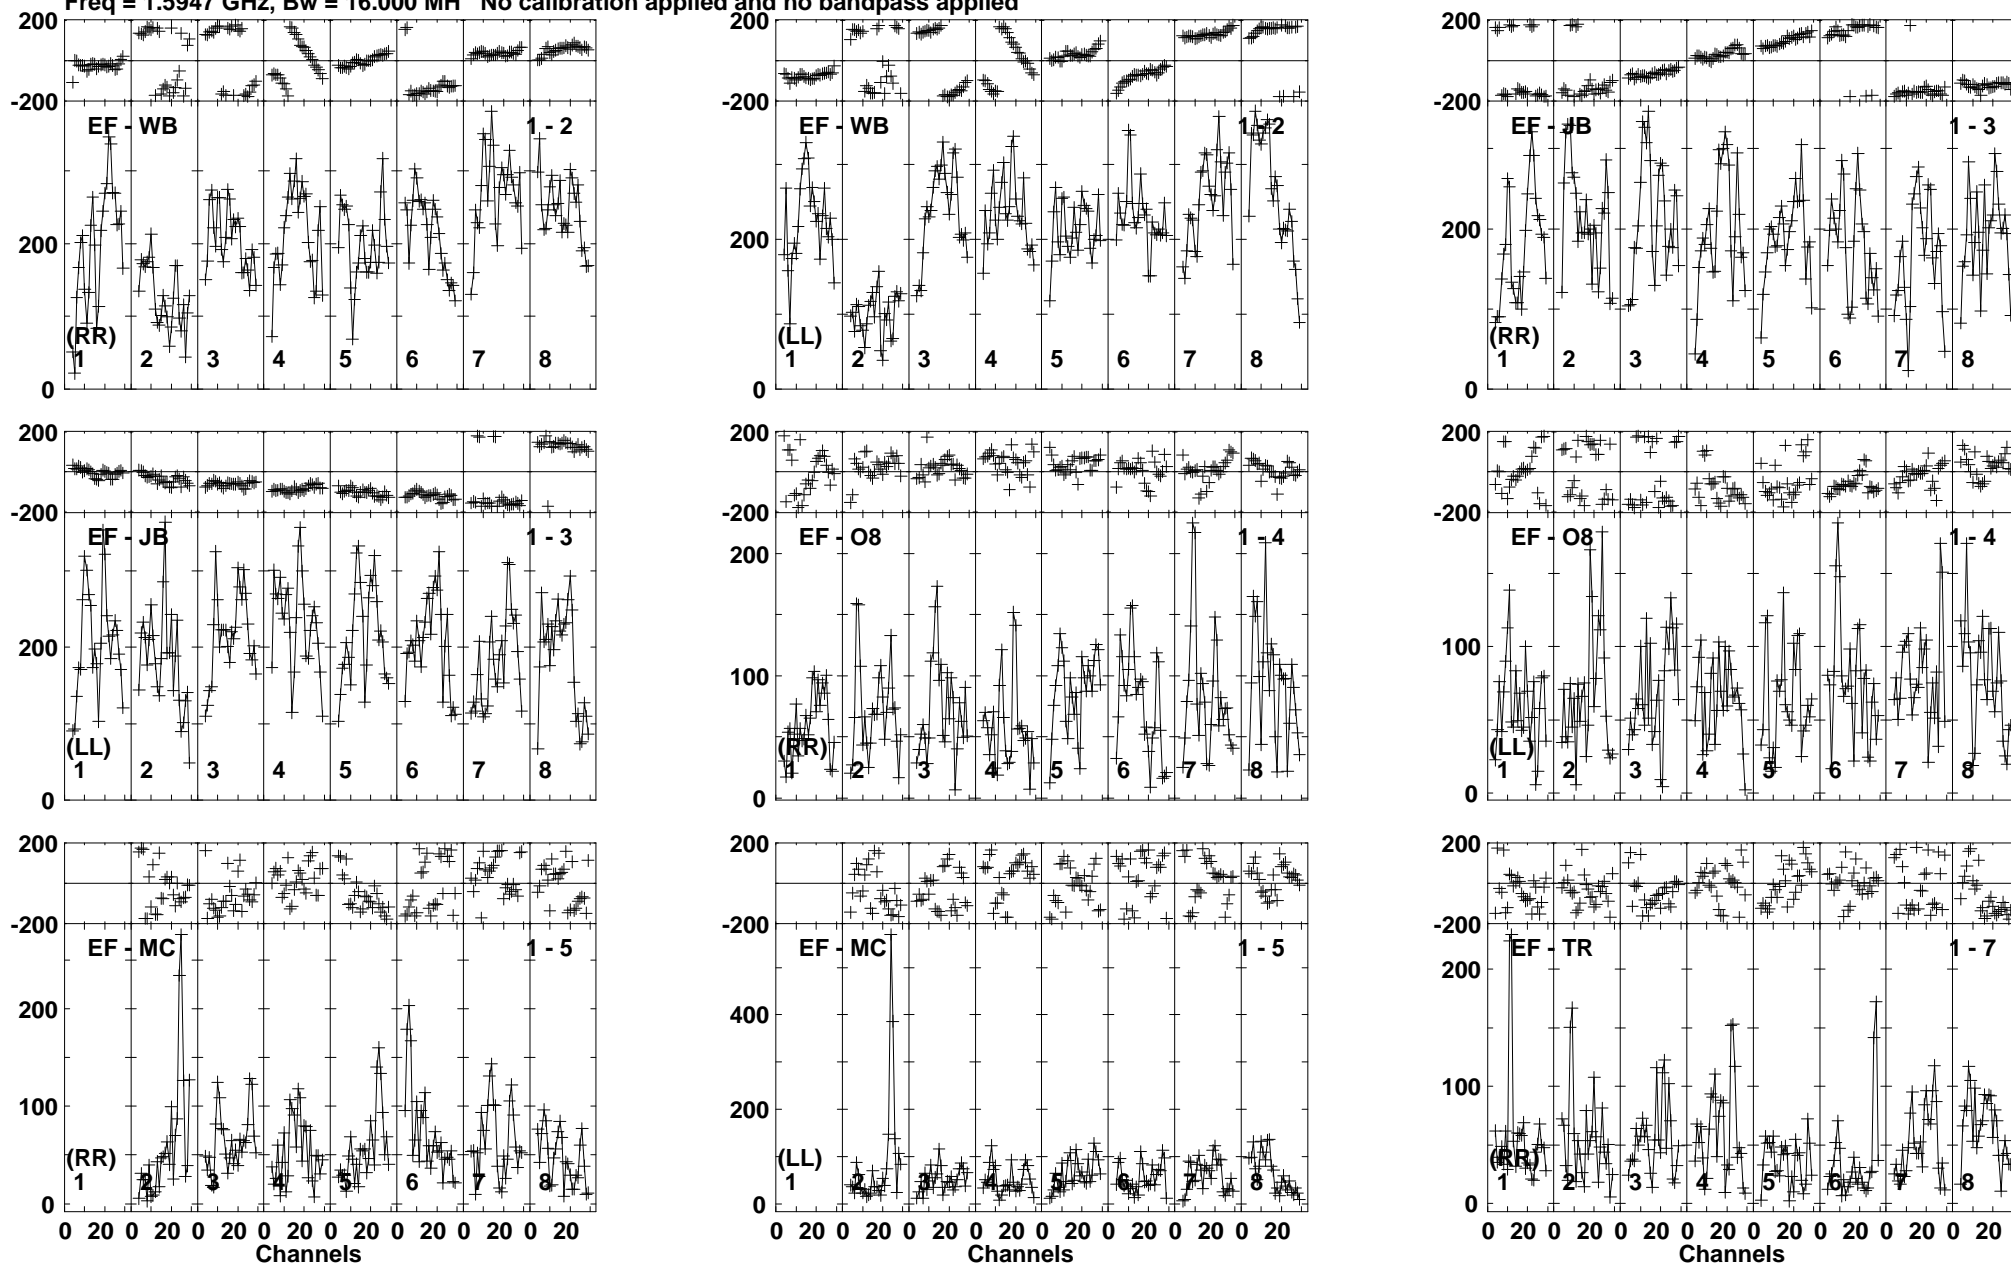 Freq = 1.5947 GHz, Bw = 16.000 MH No calibration applied and no bandpass applied
200 200 200
-200 -200 -200
EF - WB 1 - 2 EF - WB 1 - 2 EF - JB 1 - 3
200 200 200
(RR) (LL) (RR)
1 2 3 4 5 6 7 8 1 2 3 4 5 6 7 8 1 2 3 4 5 6 7 8
0 0 0
200 200 200
-200 -200 -200
EF - JB 1 - 3 EF - O8 1 - 4 EF - O8 1 - 4
200 200 100
100
(LL) (RR) (LL)
1 2 3 4 5 6 7 8 1 2 3 4 5 6 7 8 1 2 3 4 5 6 7 8
0 0 0
200 200 200
-200 -200 -200
EF - MC 1 - 5 EF - MC 1 - 5 EF - TR 1 - 7
200 400 200
100 200 100
(RR) (LL) (RR)
1 2 3 4 5 6 7 8 1 2 3 4 5 6 7 8 1 2 3 4 5 6 7 8
0 0 0
0 20 0 20 0 20 0 20 0 20 0 20 0 20 0 20 0 20 0 20 0 20 0 20 0 20 0 20 0 20 0 20 0 20 0 20 0 20 0 20 0 20 0 20 0 20 0 20
Channels Channels Channels